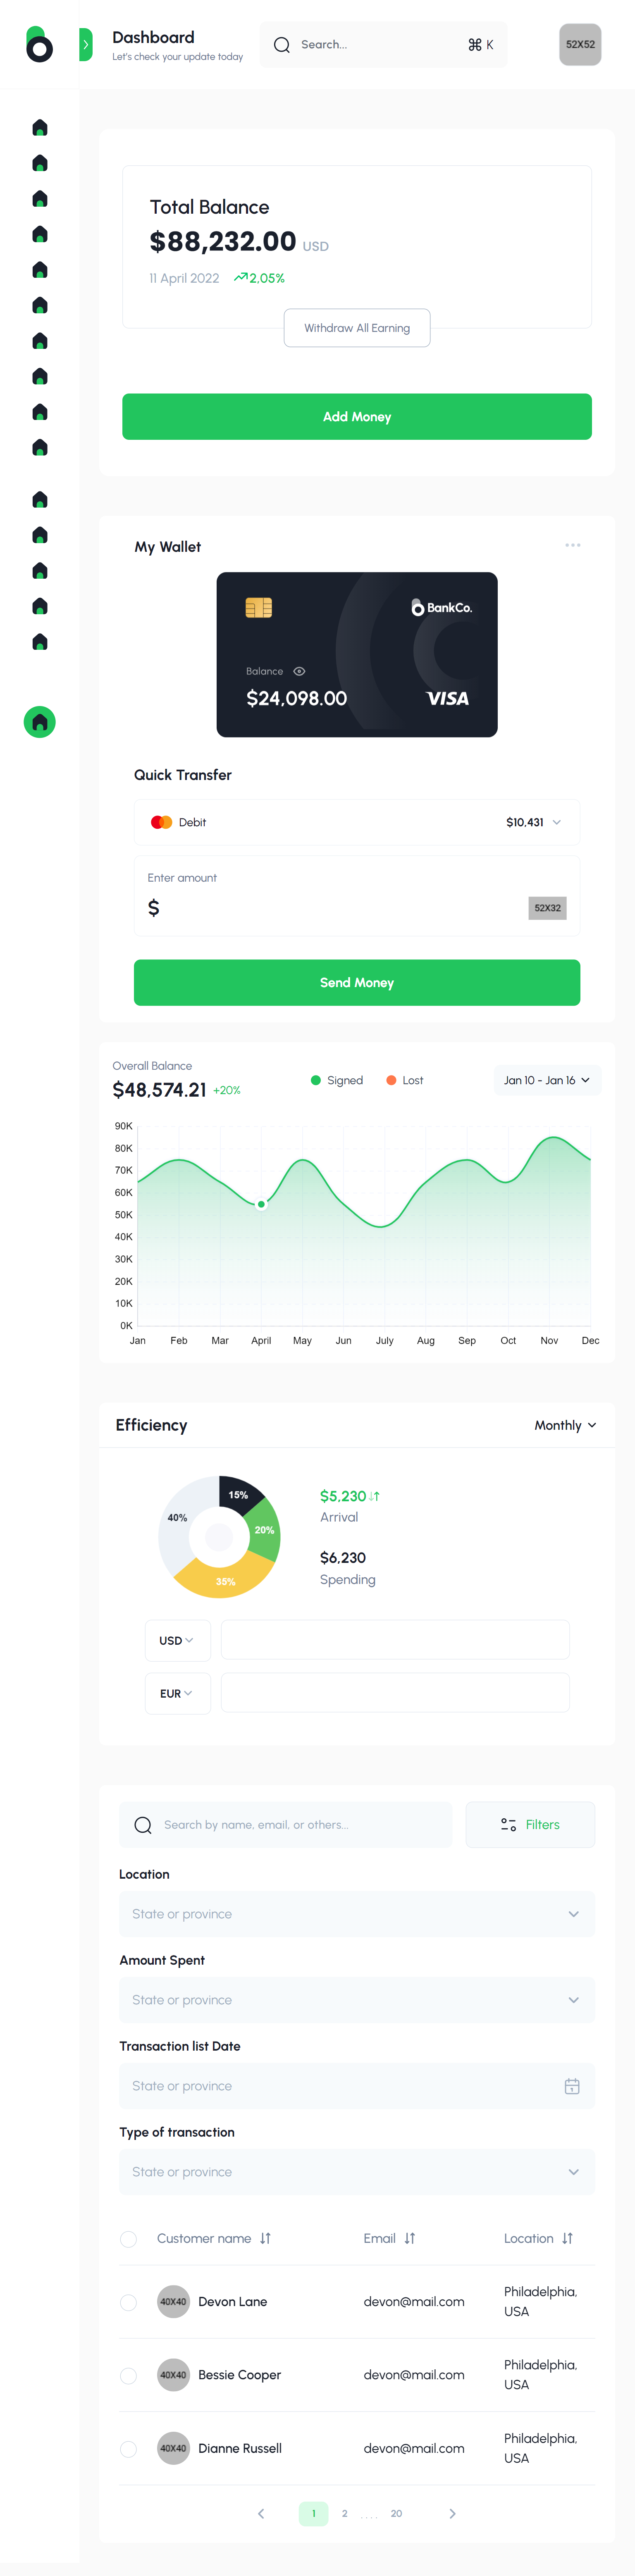 Dashboard
Let's check your update today
Search...
⌘ K
52X52
Total Balance
$88,232.00 USD
11 April 2022 2,05%
Withdraw All Earning
Add Money
My Wallet
BankCo.
Balance
$24,098.00
VISA
Quick Transfer
Debit $10,431
Enter amount
$
52X32
Send Money
Overall Balance
$48,574.21 +20%
Signed Lost
Jan 10 - Jan 16
90K
80K
70K
60K
50K
40K
30K
20K
10K
0K
Jan Feb Mar April May Jun July Aug Sep Oct Nov Dec
Efficiency Monthly
15%
40%
20%
35%
$5,230
Arrival
$6,230
Spending
USD
EUR
Search by name, email, or others...
Filters
Location
State or province
Amount Spent
State or province
Transaction list Date
State or province
1
Type of transaction
State or province
Customer name Email Location
40X40 Devon Lane devon@mail.com Philadelphia,
USA
40X40 Bessie Cooper devon@mail.com Philadelphia,
USA
40X40 Dianne Russell devon@mail.com Philadelphia,
USA
1 2 .... 20